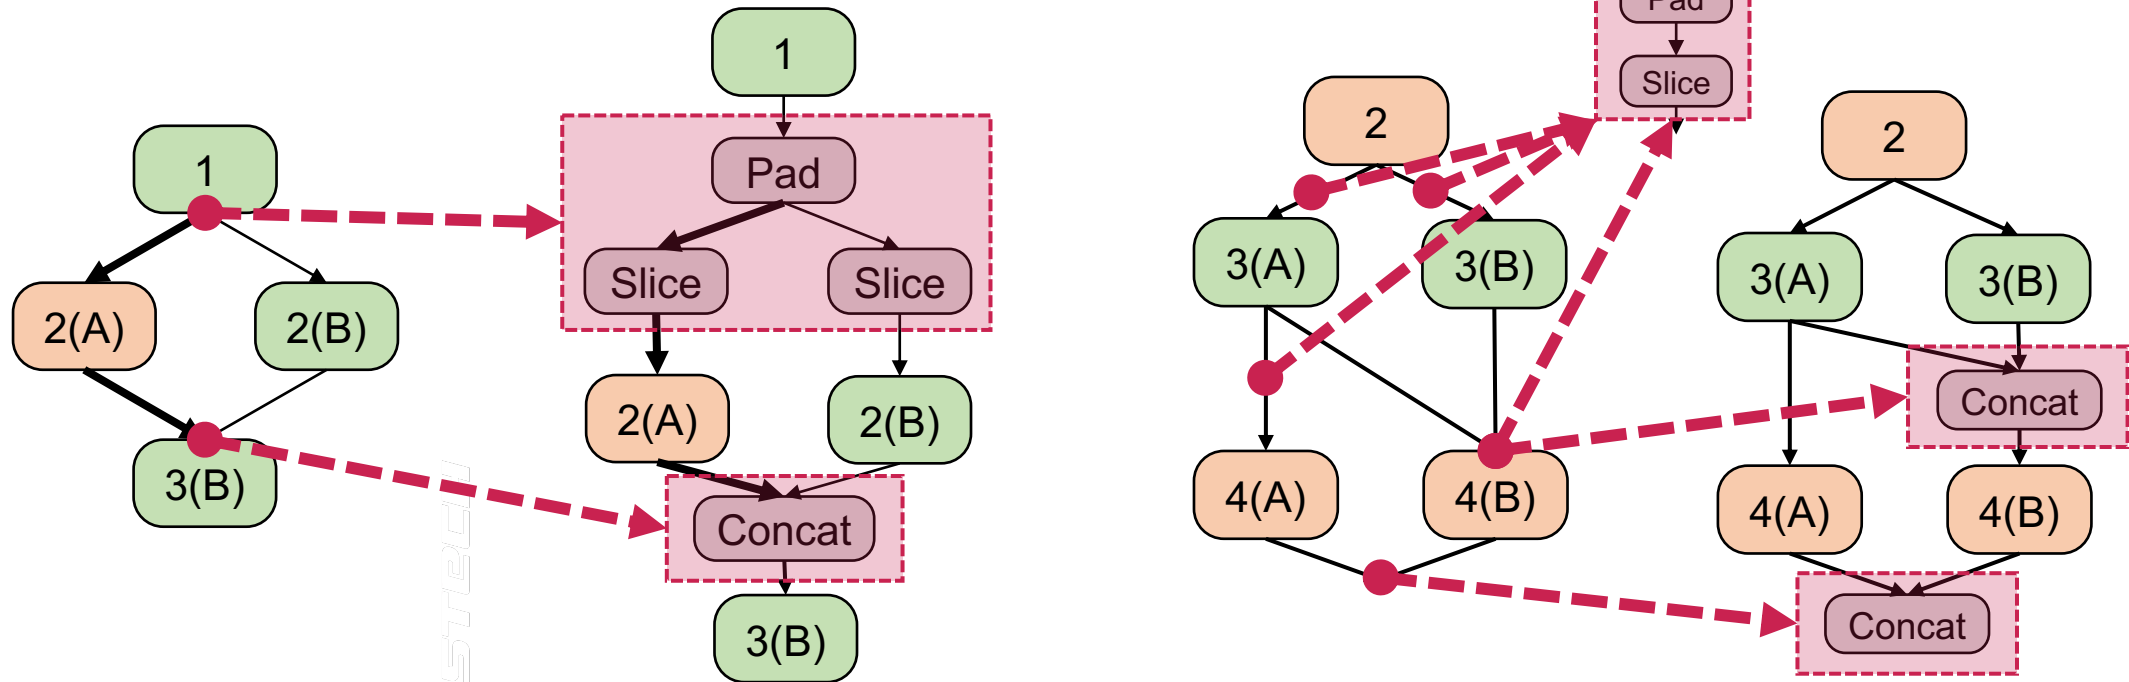 1
2(A)
2(B)
3(B)
1
Pad
Slice
Slice
2(A)
2(B)
Concat
3(B)
Pad
Slice
2
3(A)
3(B)
4(A)
4(B)
2
3(A)
3(B)
Concat
4(A)
4(B)
Concat